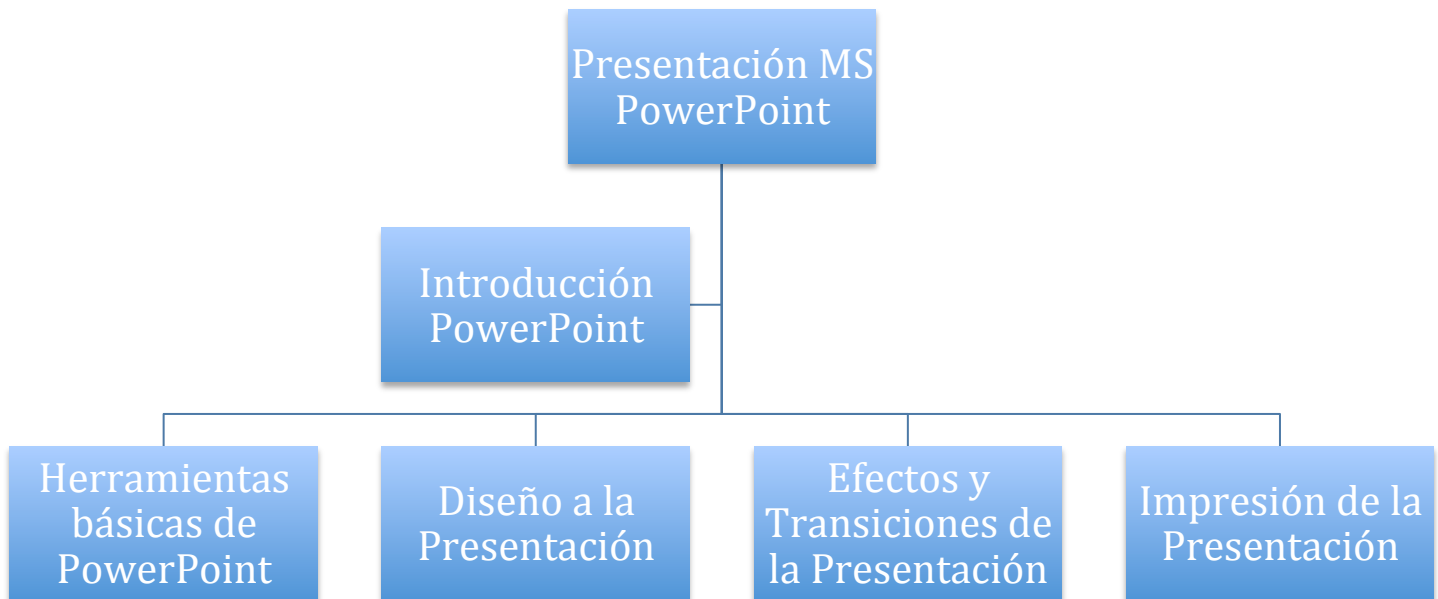 Presentación MS
PowerPoint
Introducción
PowerPoint
Herramientas
básicas de
PowerPoint
Diseño a la
Presentación
Efectos y
Transiciones de
la Presentación
Impresión de la
Presentación